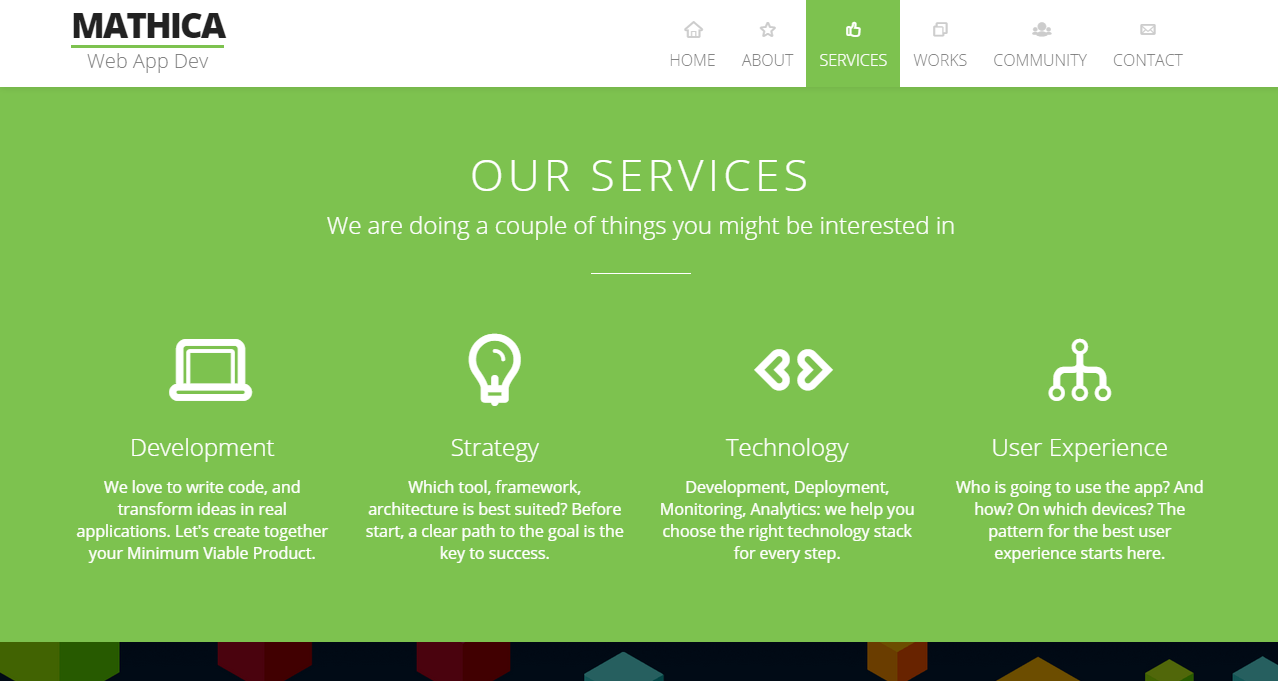 MATHICA
Web App Dev
HOME
ABOUT
SERVICES
WORKS
COMMUNITY
CONTACT
OUR SERVICES
We are doing a couple of things you might be interested in
Development
We love to write code, and
transform ideas in real
applications. Let's create together
your Minimum Viable Product.
Strategy
Which tool, framework,
architecture is best suited? Before
start, a clear path to the goal is the
key to success.
Technology
Development, Deployment,
Monitoring, Analytics: we help you
choose the right technology stack
for every step.
User Experience
Who is going to use the app? And
how? On which devices? The
pattern for the best user
experience starts here.